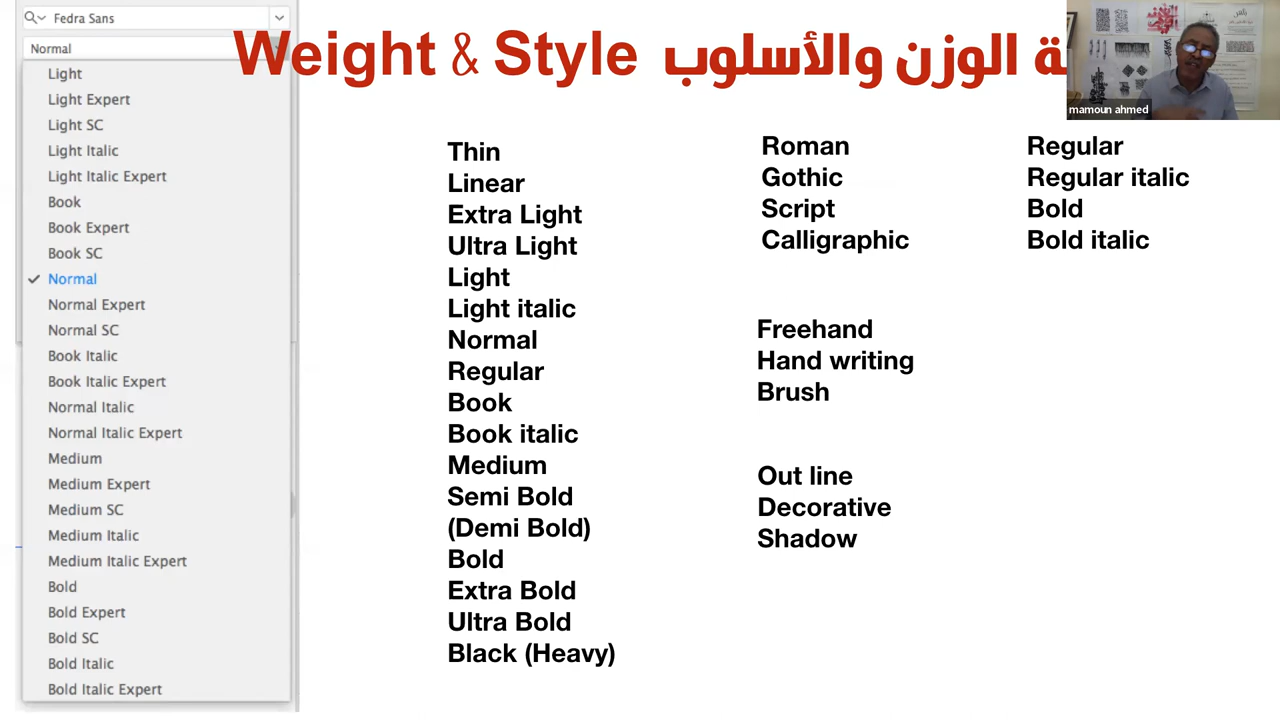 Fedra Sans
Normal
Weight & Style ـة الوزن والأسلوب
mamoun ahmed
Light
Light Expert
Light SC
Light Italic
Light Italic Expert
Book
Book Expert
Book SC
Normal
Normal Expert
Normal SC
Book Italic
Book Italic Expert
Normal Italic
Normal Italic Expert
Medium
Medium Expert
Medium SC
Medium Italic
Medium Italic Expert
Bold
Bold Expert
Bold SC
Bold Italic
Bold Italic Expert
Thin
Linear
Extra Light
Ultra Light
Light
Light italic
Normal
Regular
Book
Book italic
Medium
Semi Bold
(Demi Bold)
Bold
Extra Bold
Ultra Bold
Black (Heavy)
Roman
Gothic
Script
Calligraphic
Freehand
Hand writing
Brush
Out line
Decorative
Shadow
Regular
Regular italic
Bold
Bold italic